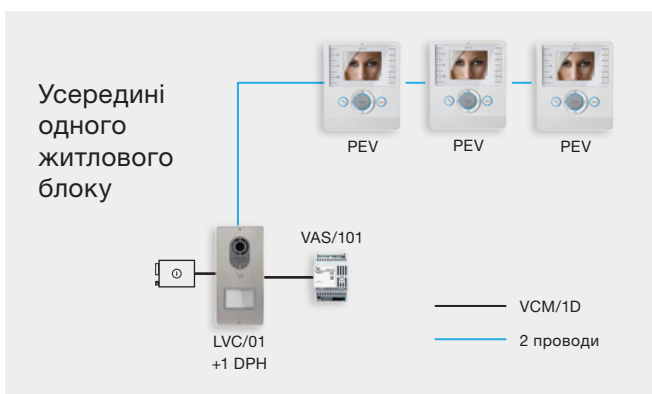 Усередині
одного
житлового
блоку
PEV
PEV
PEV
VAS/101
LVC/01
+1 DPH
VCM/1D
2 проводи